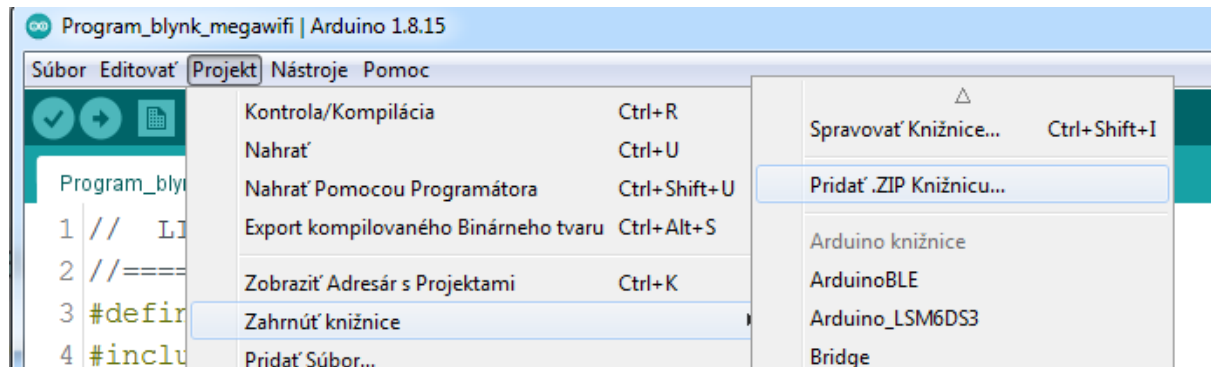 Program_blynk_megawifi | Arduino 1.8.15
Súbor Editovať Projekt Nástroje Pomoc
Kontrola/Kompilácia Ctrl+R
Nahrať Ctrl+U
Nahrať Pomocou Programátora Ctrl+Shift+U
Export kompilovaného Binárneho tvaru Ctrl+Alt+S
Zobraziť Adresár s Projektami Ctrl+K
Zahrnúť knižnice
Pridať Súbor...
Spravovať Knižnice... Ctrl+Shift+I
Pridať .ZIP Knižnicu...
Arduino knižnice
ArduinoBLE
Arduino_LSM6DS3
Bridge
Program_bly
1 // LI
2 //====
3 #defin
4 #inclu